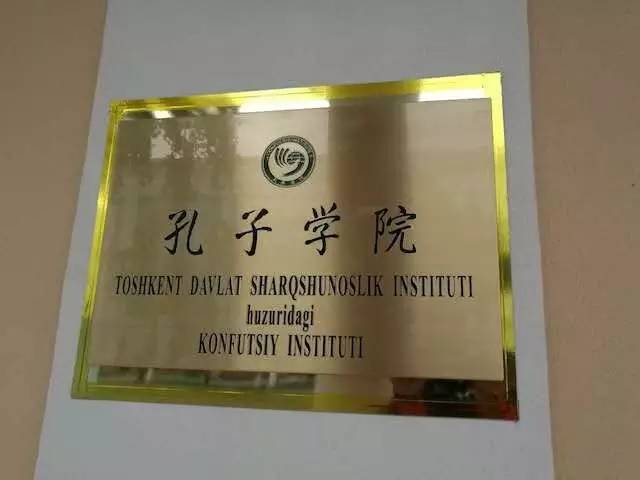 孔子学院
TOSHKENT DAVLAT SHARQSHUNOSLIK INSTITUTI
huzuridagi
KONFUTSIY INSTITUTI